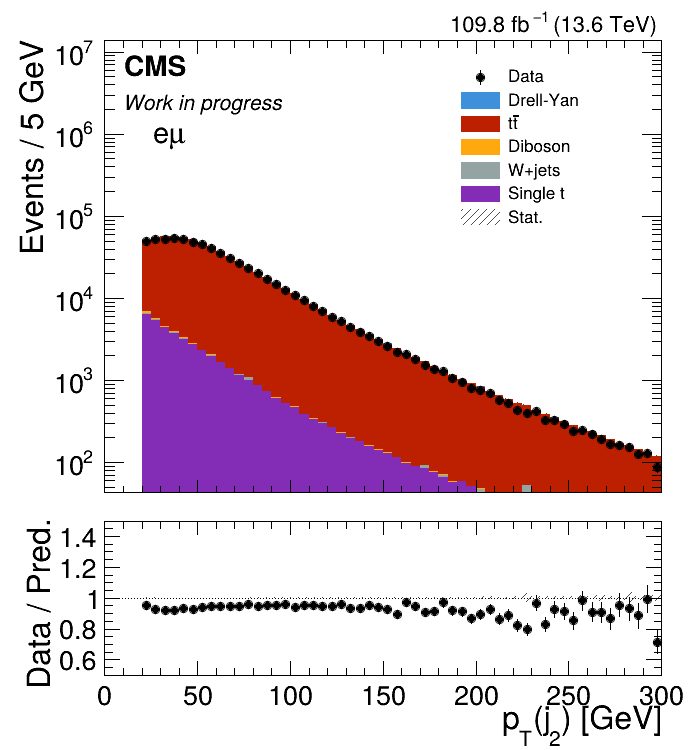 109.8 fb⁻¹ (13.6 TeV)
CMS
Work in progress
eμ
Data
Drell-Yan
tt̄
Diboson
W+jets
Single t
Stat.
Events / 5 GeV
10⁷
10⁶
10⁵
10⁴
10³
10²
Data / Pred.
1.4
1.2
1
0.8
0.6
0 50 100 150 200 250 300
p_T(j₂) [GeV]